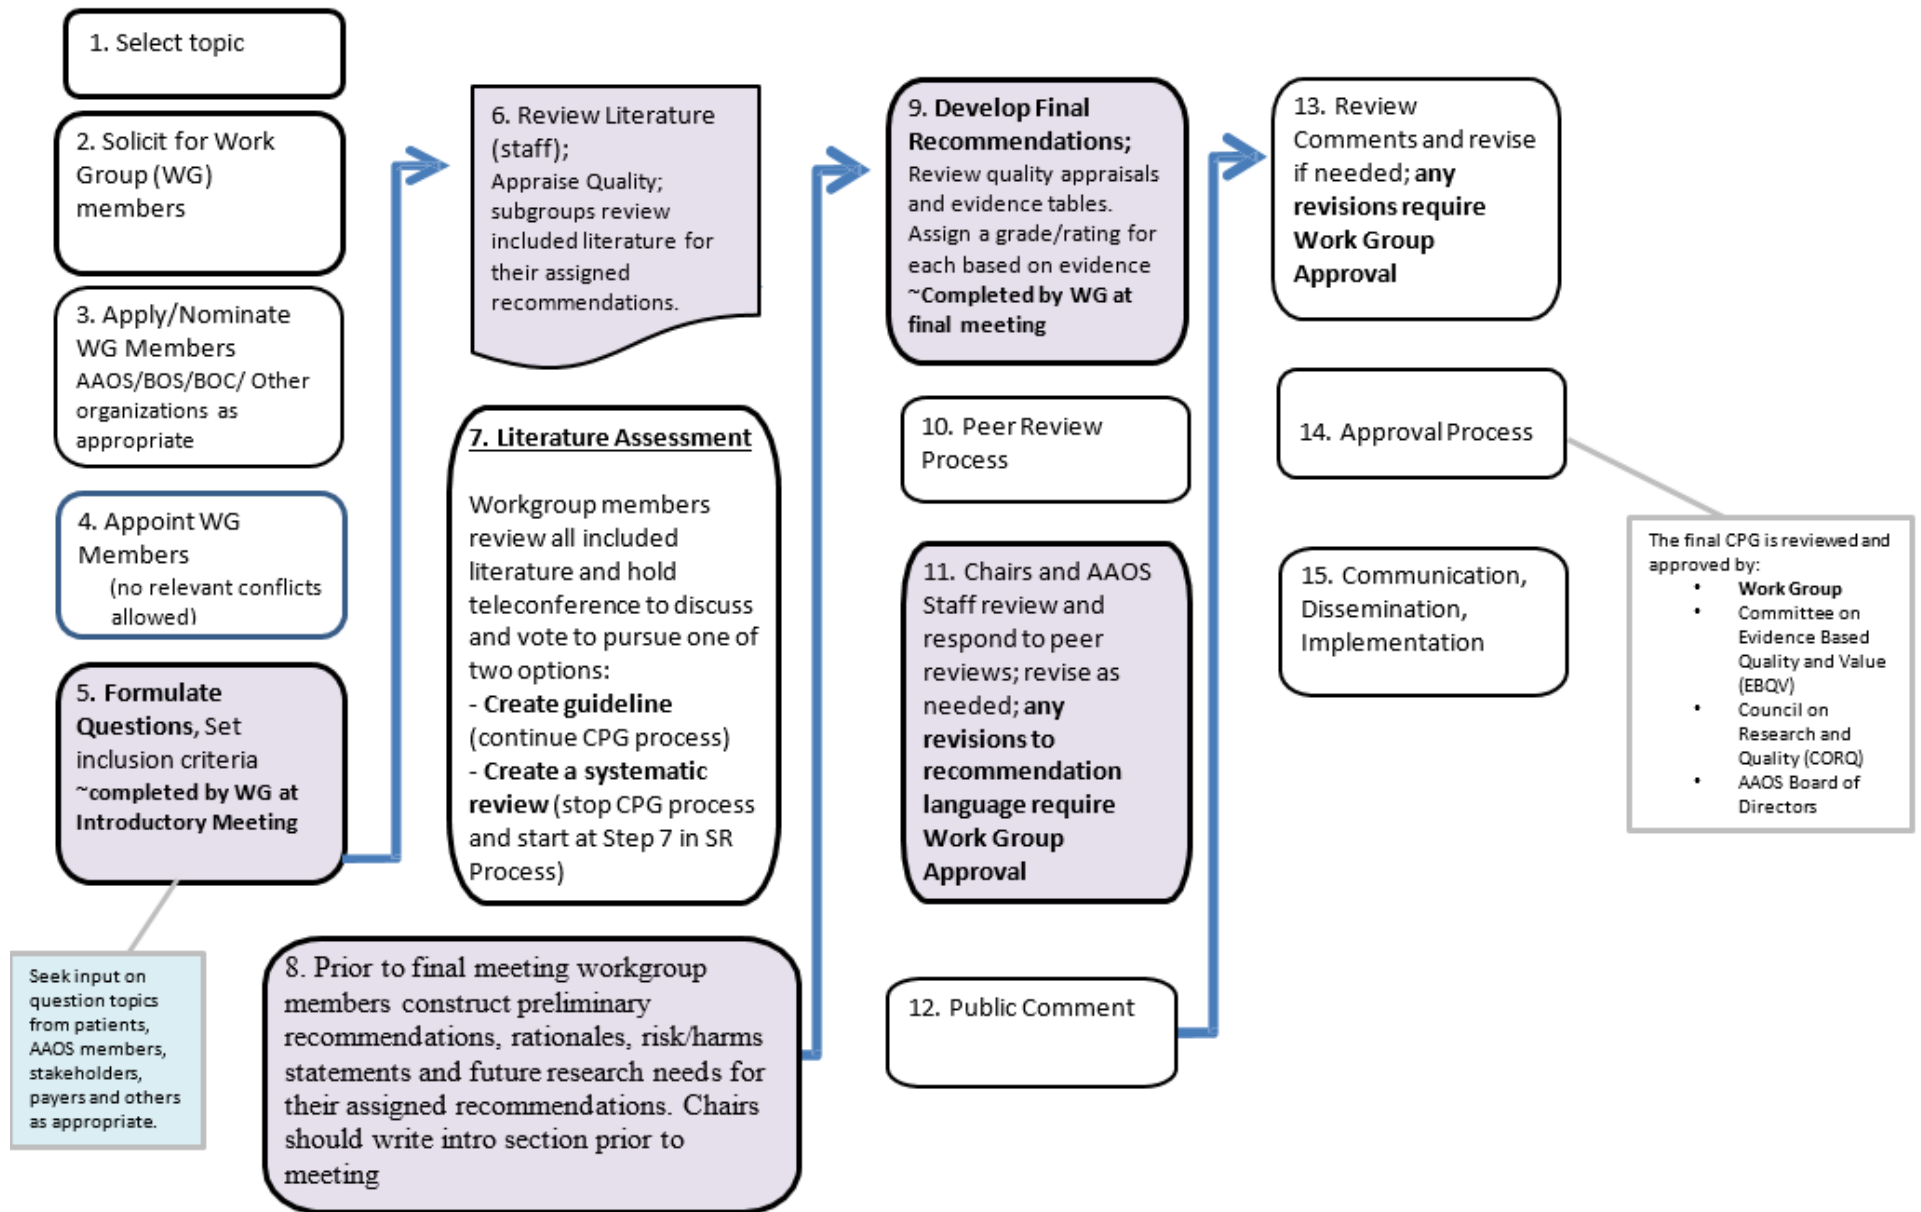 1. Select topic
2. Solicit for Work
Group (WG)
members
3. Apply/Nominate
WG Members
AAOS/BOS/BOC/ Other
organizations as
appropriate
4. Appoint WG
Members
(no relevant conflicts
allowed)
5. Formulate
Questions, Set
inclusion criteria
~completed by WG at
Introductory Meeting
Seek input on
question topics
from patients,
AAOS members,
stakeholders,
payers and others
as appropriate.
6. Review Literature
(staff);
Appraise Quality;
subgroups review
included literature for
their assigned
recommendations.
7. Literature Assessment
Workgroup members
review all included
literature and hold
teleconference to discuss
and vote to pursue one of
two options:
- Create guideline
(continue CPG process)
- Create a systematic
review (stop CPG process
and start at Step 7 in SR
Process)
8. Prior to final meeting workgroup
members construct preliminary
recommendations, rationales, risk/harms
statements and future research needs for
their assigned recommendations. Chairs
should write intro section prior to
meeting
9. Develop Final
Recommendations;
Review quality appraisals
and evidence tables.
Assign a grade/rating for
each based on evidence
~Completed by WG at
final meeting
10. Peer Review
Process
11. Chairs and AAOS
Staff review and
respond to peer
reviews; revise as
needed; any
revisions to
recommendation
language require
Work Group
Approval
12. Public Comment
13. Review
Comments and revise
if needed; any
revisions require
Work Group
Approval
14. Approval Process
15. Communication,
Dissemination,
Implementation
The final CPG is reviewed and
approved by:
• Work Group
• Committee on
Evidence Based
Quality and Value
(EBQV)
• Council on
Research and
Quality (CORQ)
• AAOS Board of
Directors